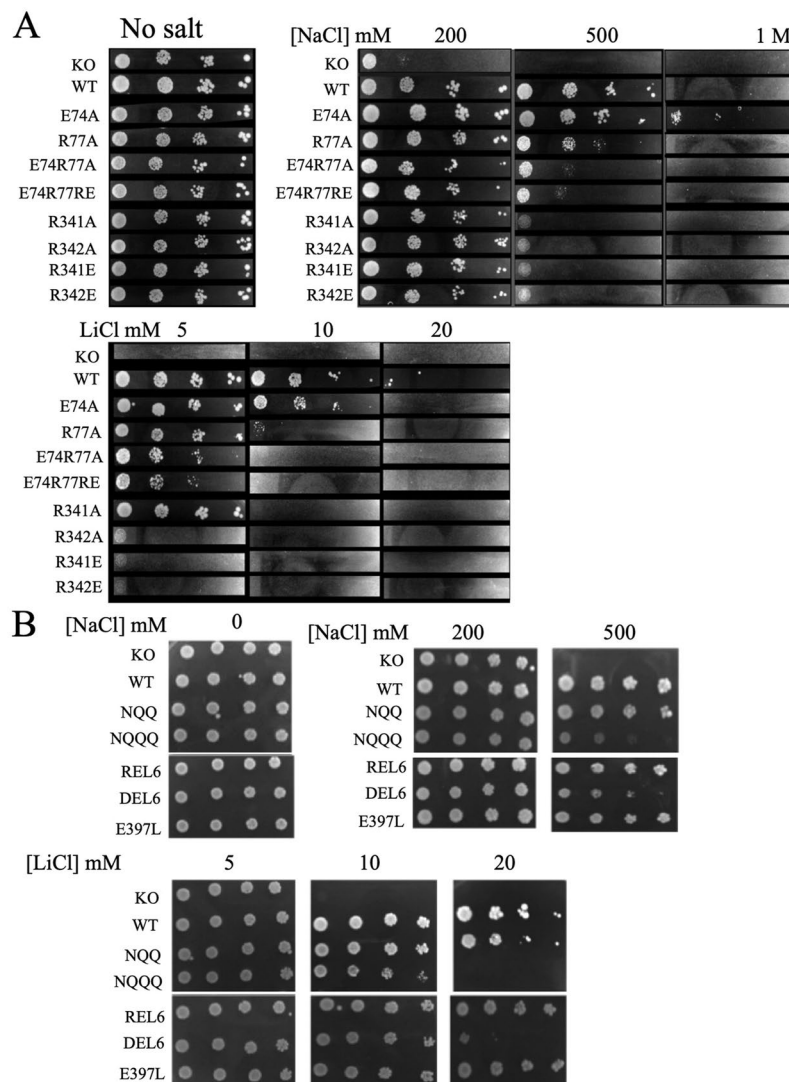 A
No salt
[NaCl] mM 200 500 1 M
KO
KO
WT
WT
E74A
E74A
R77A
R77A
E74R77A
E74R77A
E74R77RE
E74R77RE
R341A
R341A
R342A
R342A
R341E
R341E
R342E
R342E
LiCl mM 5 10 20
KO
WT
E74A
R77A
E74R77A
E74R77RE
R341A
R342A
R341E
R342E
B
[NaCl] mM 0
[NaCl] mM 200 500
KO
KO
WT
WT
NQQ
NQQ
NQQQ
NQQQ
REL6
REL6
DEL6
DEL6
E397L
E397L
[LiCl] mM 5 10 20
KO
WT
NQQ
NQQQ
REL6
DEL6
E397L